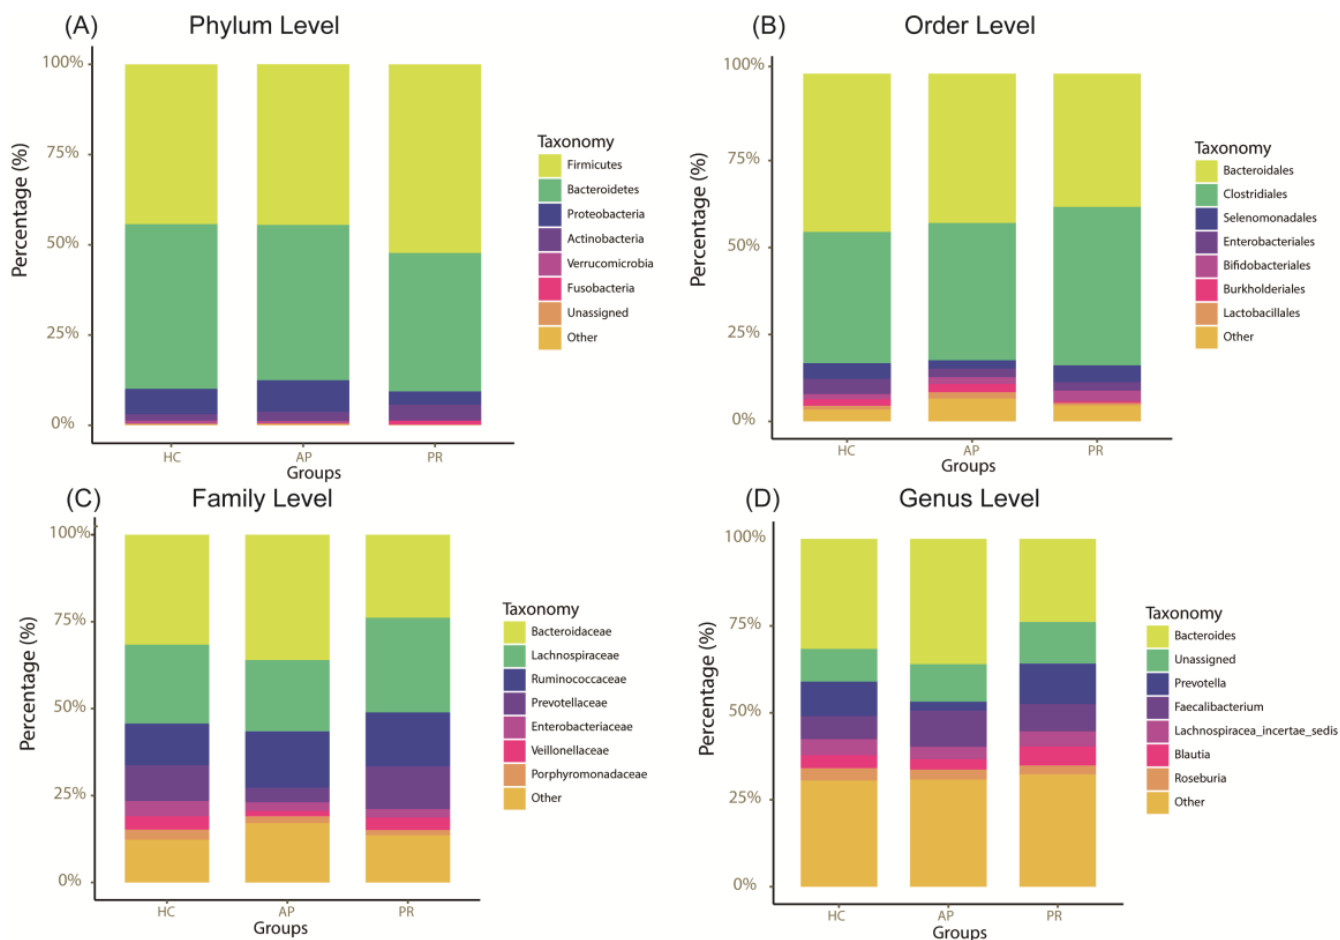 (A) Phylum Level
Percentage (%)
100%
75%
50%
25%
0%
HC AP PR
Groups
Taxonomy
Firmicutes
Bacteroidetes
Proteobacteria
Actinobacteria
Verrucomicrobia
Fusobacteria
Unassigned
Other
(B) Order Level
Percentage (%)
100%
75%
50%
25%
0%
HC AP PR
Groups
Taxonomy
Bacteroidales
Clostridiales
Selenomonadales
Enterobacteriales
Bifidobacteriales
Burkholderiales
Lactobacillales
Other
(C) Family Level
Percentage (%)
100%
75%
50%
25%
0%
HC AP PR
Groups
Taxonomy
Bacteroidaceae
Lachnospiraceae
Ruminococcaceae
Prevotellaceae
Enterobacteriaceae
Veillonellaceae
Porphyromonadaceae
Other
(D) Genus Level
Percentage (%)
100%
75%
50%
25%
0%
HC AP PR
Groups
Taxonomy
Bacteroides
Unassigned
Prevotella
Faecalibacterium
Lachnospiracea_incertae_sedis
Blautia
Roseburia
Other